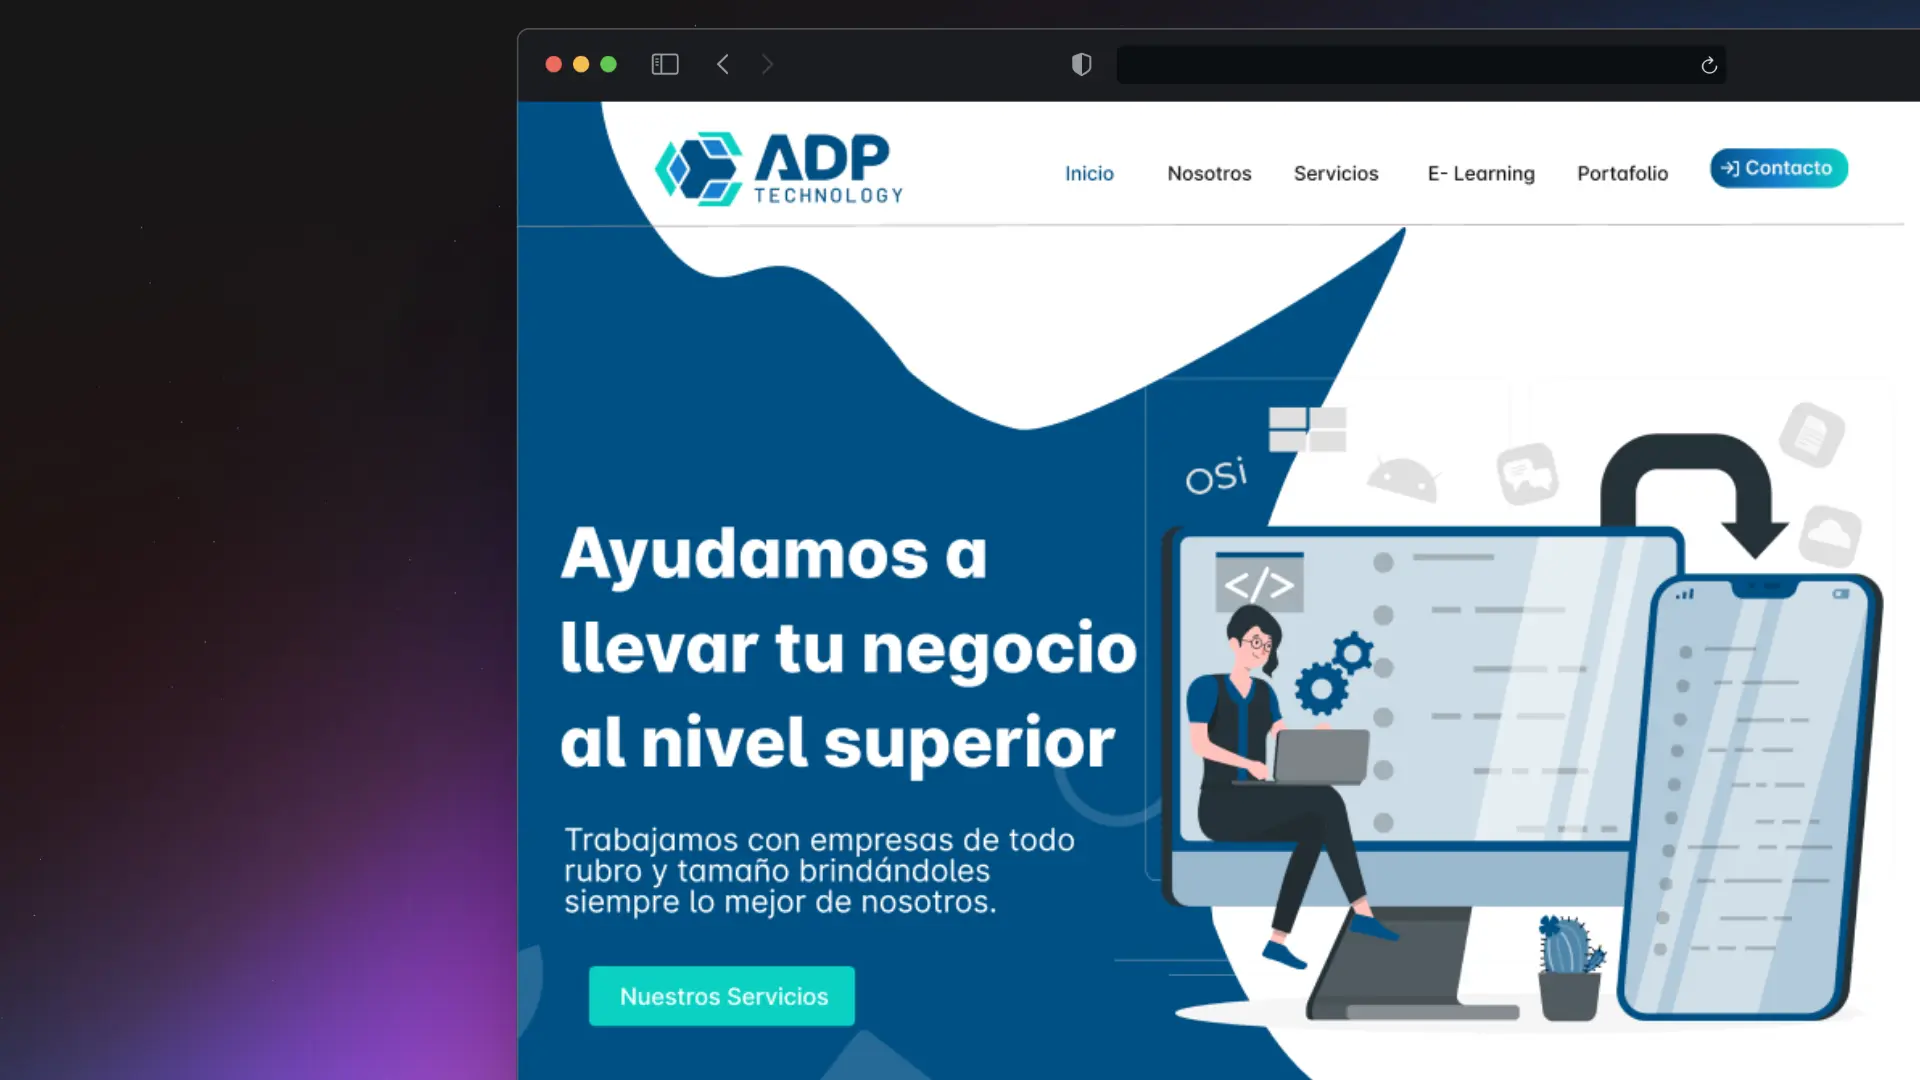 ADP
TECHNOLOGY
Inicio
Nosotros
Servicios
E- Learning
Portafolio
Contacto
OSi
</>
Ayudamos a
llevar tu negocio
al nivel superior
Trabajamos con empresas de todo
rubro y tamaño brindándoles
siempre lo mejor de nosotros.
Nuestros Servicios